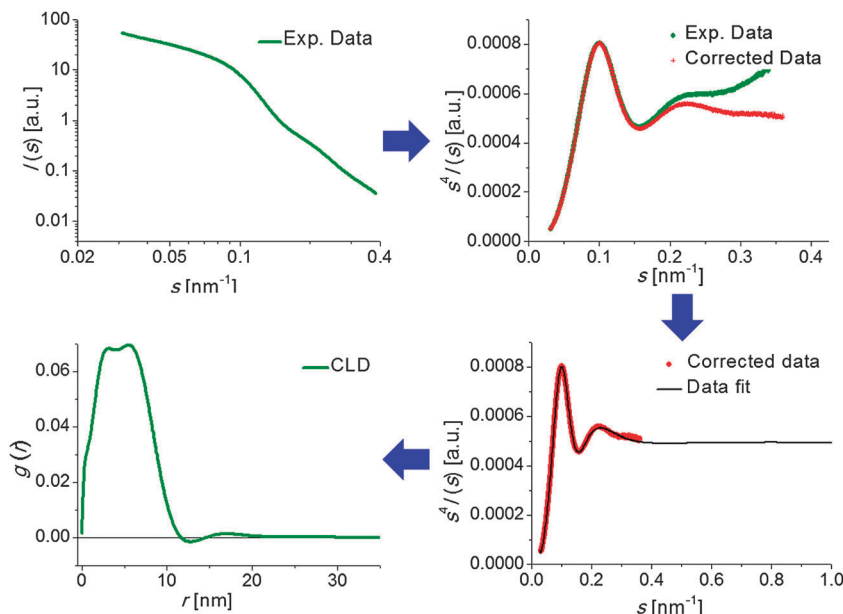 100
10
1
0.1
0.01
I(s) [a.u.]
Exp. Data
0.02
0.05
0.1
0.2
0.4
s [nm⁻¹]
0.0008
0.0006
0.0004
0.0002
0.0000
s⁴I(s) [a.u.]
Exp. Data
Corrected Data
0.1
0.2
0.3
0.4
s [nm⁻¹]
0.06
0.04
0.02
0.00
g(r)
CLD
0
10
20
30
r [nm]
0.0008
0.0006
0.0004
0.0002
0.0000
s⁴I(s) [a.u.]
Corrected data
Data fit
0.0
0.2
0.4
0.6
0.8
1.0
s [nm⁻¹]